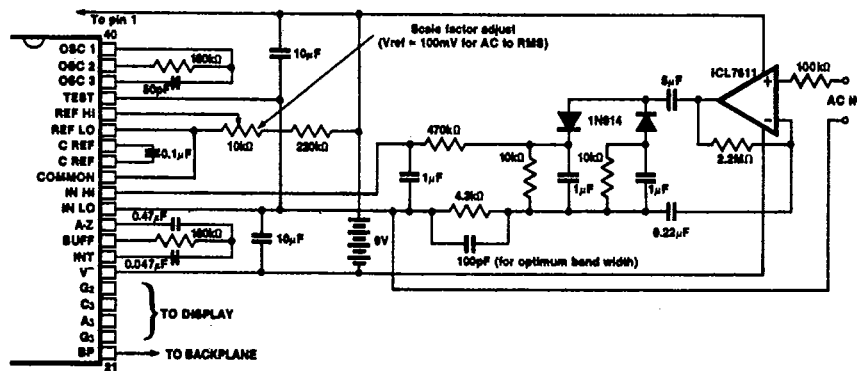 To pin 1
40
OSC 1
OSC 2
OSC 3
TEST
REF HI
REF LO
C REF
C REF
COMMON
IN HI
IN LO
A-Z
BUFF
INT
V-
G2
C3
A3
G3
BP
21
180kΩ
50pF
10µF
Scale factor adjust
(Vref = 100mV for AC to RMS)
10kΩ
220kΩ
0.1µF
0.47µF
180kΩ
0.047µF
10µF
9V
TO DISPLAY
TO BACKPLANE
470kΩ
1µF
10kΩ
1N914
10kΩ
1µF
1µF
4.3kΩ
100pF (for optimum band width)
5µF
ICL7611
+
-
100kΩ
AC IN
2.2MΩ
0.22µF